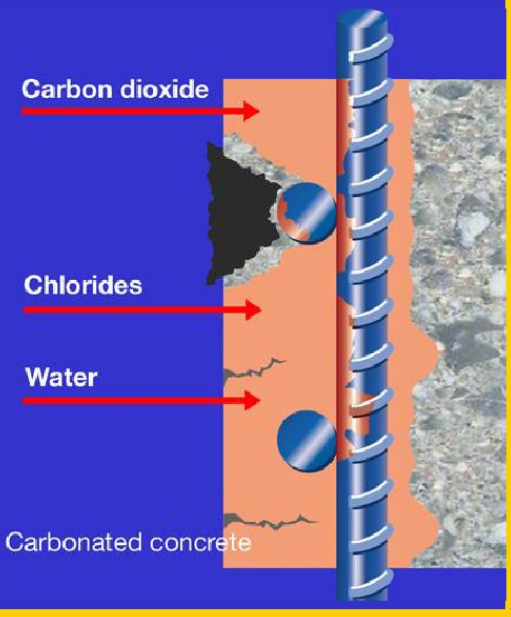 Carbon dioxide
Chlorides
Water
Carbonated concrete